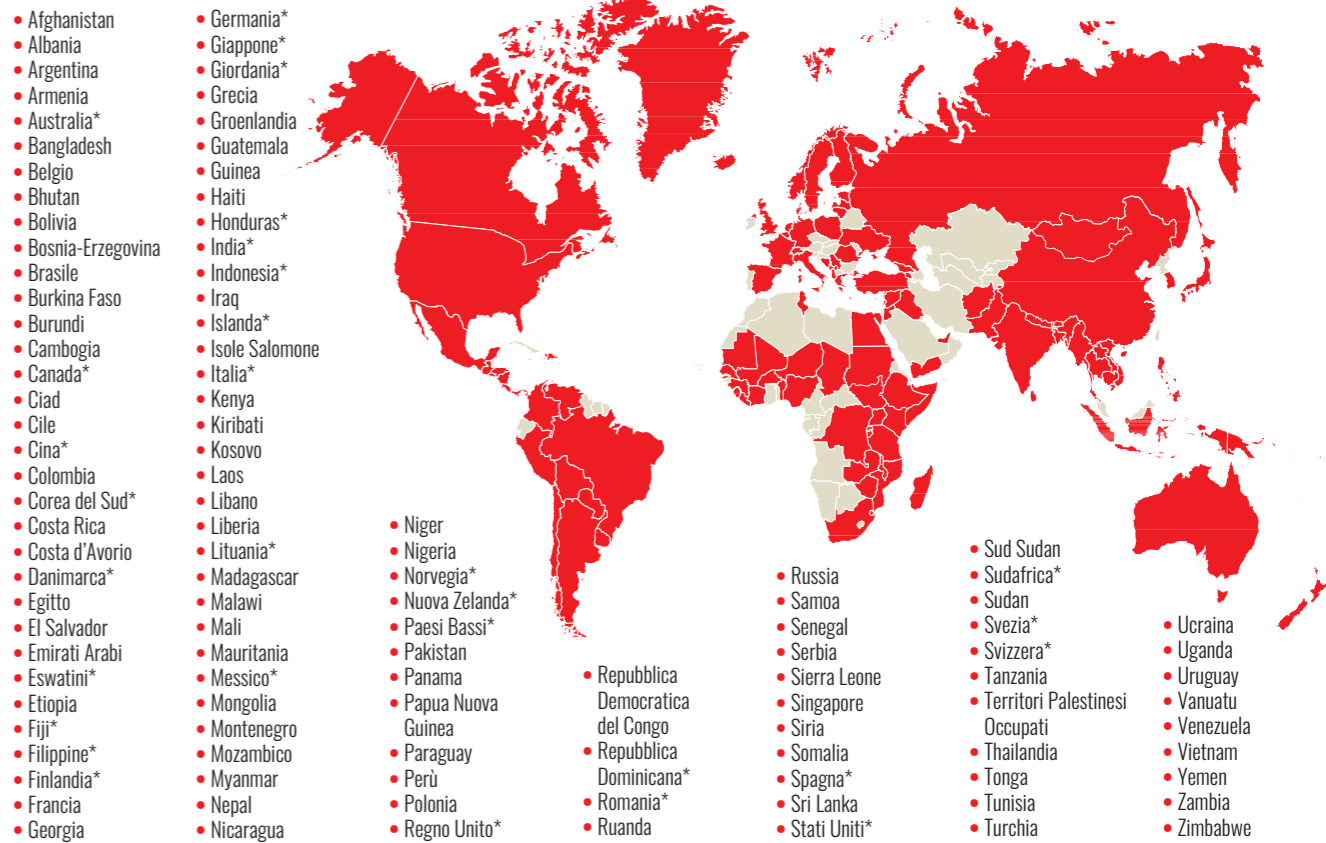 • Afghanistan
• Albania
• Argentina
• Armenia
• Australia*
• Bangladesh
• Belgio
• Bhutan
• Bolivia
• Bosnia-Erzegovina
• Brasile
• Burkina Faso
• Burundi
• Cambogia
• Canada*
• Ciad
• Cile
• Cina*
• Colombia
• Corea del Sud*
• Costa Rica
• Costa d'Avorio
• Danimarca*
• Egitto
• El Salvador
• Emirati Arabi
• Eswatini*
• Etiopia
• Fiji*
• Filippine*
• Finlandia*
• Francia
• Georgia
• Germania*
• Giappone*
• Giordania*
• Grecia
• Groenlandia
• Guatemala
• Guinea
• Haiti
• Honduras*
• India*
• Indonesia*
• Iraq
• Islanda*
• Isole Salomone
• Italia*
• Kenya
• Kiribati
• Kosovo
• Laos
• Libano
• Liberia
• Lituania*
• Madagascar
• Malawi
• Mali
• Mauritania
• Messico*
• Mongolia
• Montenegro
• Mozambico
• Myanmar
• Nepal
• Nicaragua
• Niger
• Nigeria
• Norvegia*
• Nuova Zelanda*
• Paesi Bassi*
• Pakistan
• Panama
• Papua Nuova
Guinea
• Paraguay
• Perù
• Polonia
• Regno Unito*
• Repubblica
Democratica
del Congo
• Repubblica
Dominicana*
• Romania*
• Ruanda
• Russia
• Samoa
• Senegal
• Serbia
• Sierra Leone
• Singapore
• Siria
• Somalia
• Spagna*
• Sri Lanka
• Stati Uniti*
• Sud Sudan
• Sudafrica*
• Sudan
• Svezia*
• Svizzera*
• Tanzania
• Territori Palestinesi
Occupati
• Thailandia
• Tonga
• Tunisia
• Turchia
• Ucraina
• Uganda
• Uruguay
• Vanuatu
• Venezuela
• Vietnam
• Yemen
• Zambia
• Zimbabwe